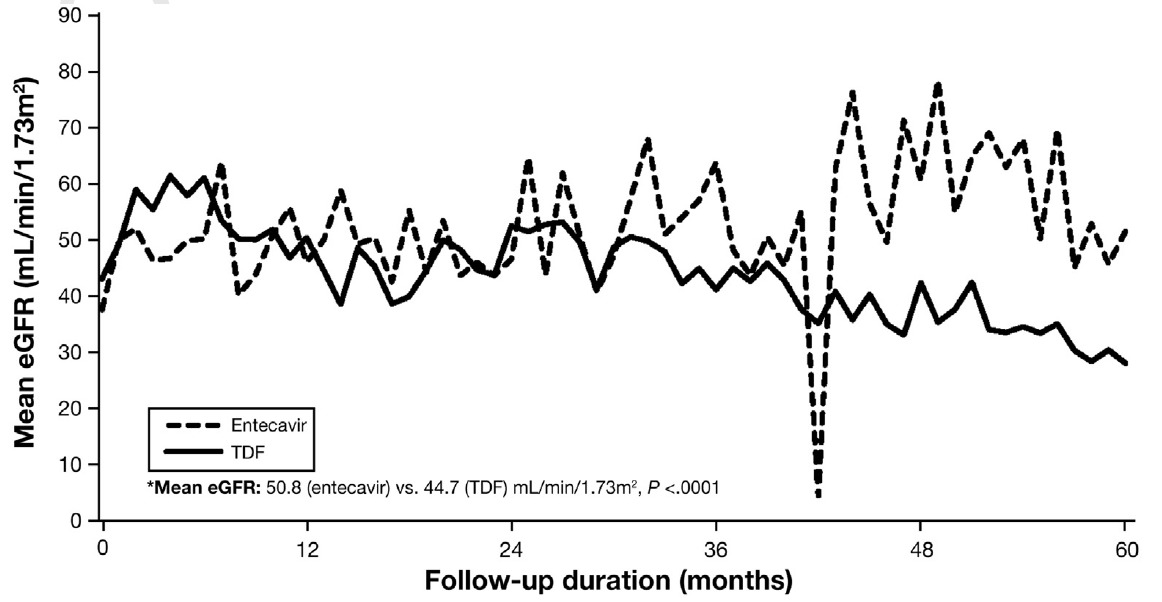 Mean eGFR (mL/min/1.73m²)
90
80
70
60
50
40
30
20
10
0
Entecavir
TDF
*Mean eGFR: 50.8 (entecavir) vs. 44.7 (TDF) mL/min/1.73m², P <.0001
0 12 24 36 48 60
Follow-up duration (months)